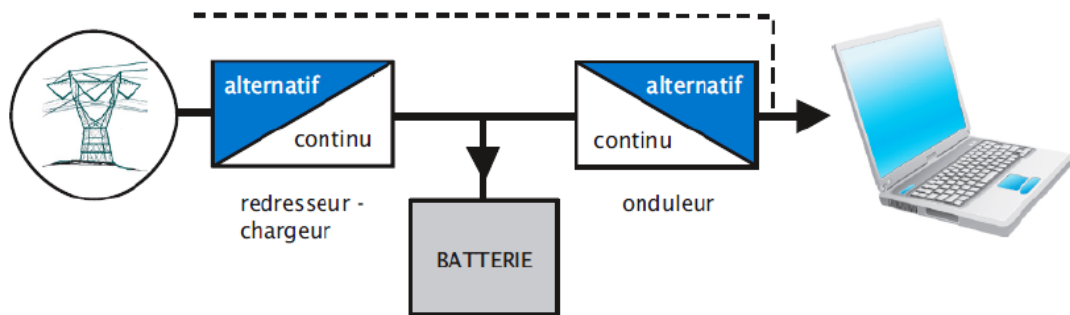 alternatif
continu
alternatif
continu
redresseur -
chargeur
onduleur
BATTERIE